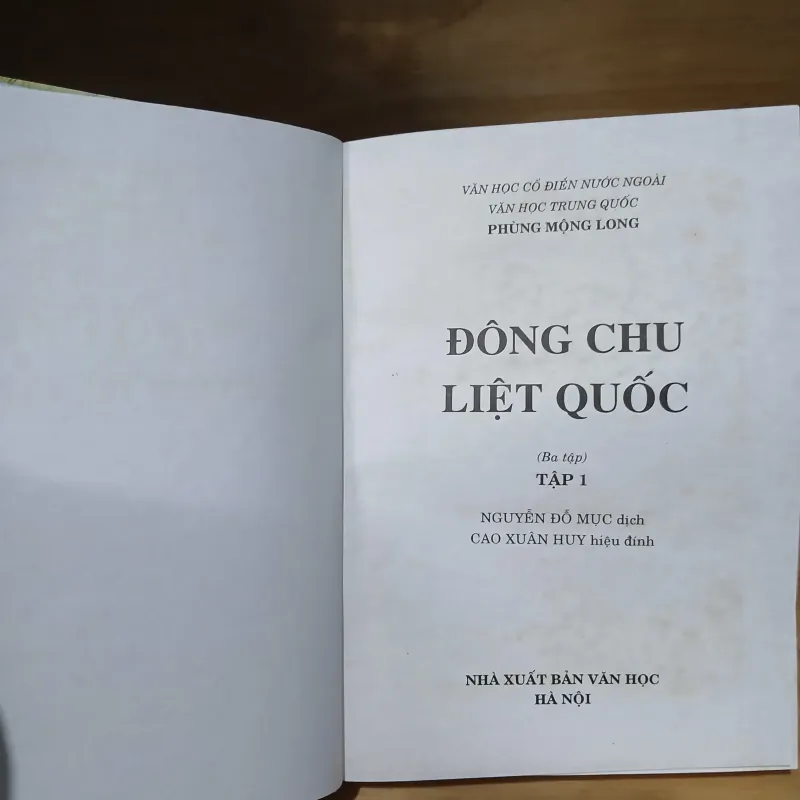 VĂN HỌC CỔ ĐIỂN NƯỚC NGOÀI
VĂN HỌC TRUNG QUỐC
PHÙNG MỘNG LONG
ĐÔNG CHU
LIỆT QUỐC
(Ba tập)
TẬP 1
NGUYỄN ĐỖ MỤC dịch
CAO XUÂN HUY hiệu đính
NHÀ XUẤT BẢN VĂN HỌC
HÀ NỘI